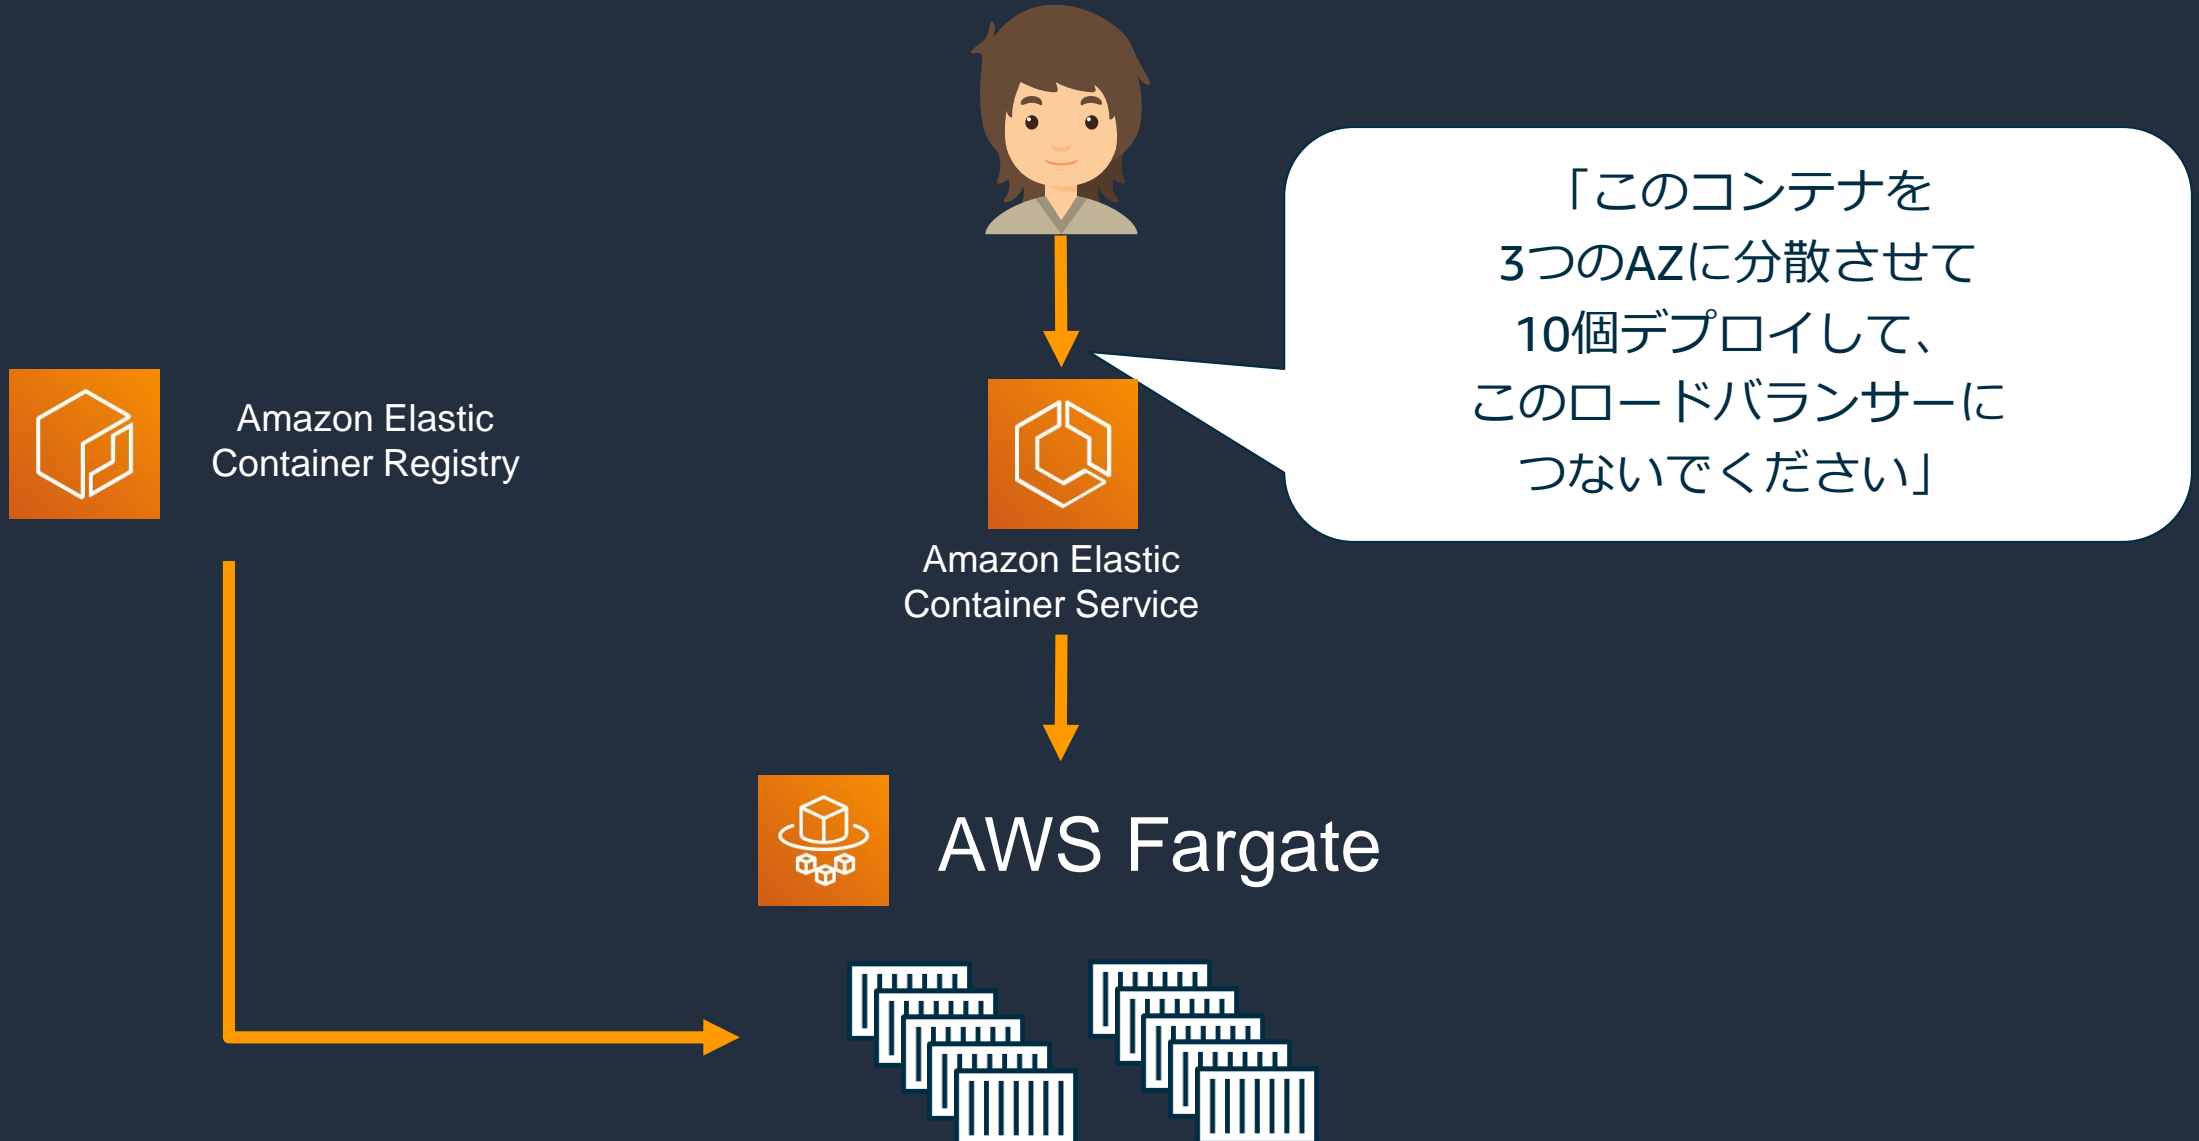 「このコンテナを
3つのAZに分散させて
10個デプロイして、
このロードバランサーに
つないでください」
Amazon Elastic
Container Registry
Amazon Elastic
Container Service
AWS Fargate